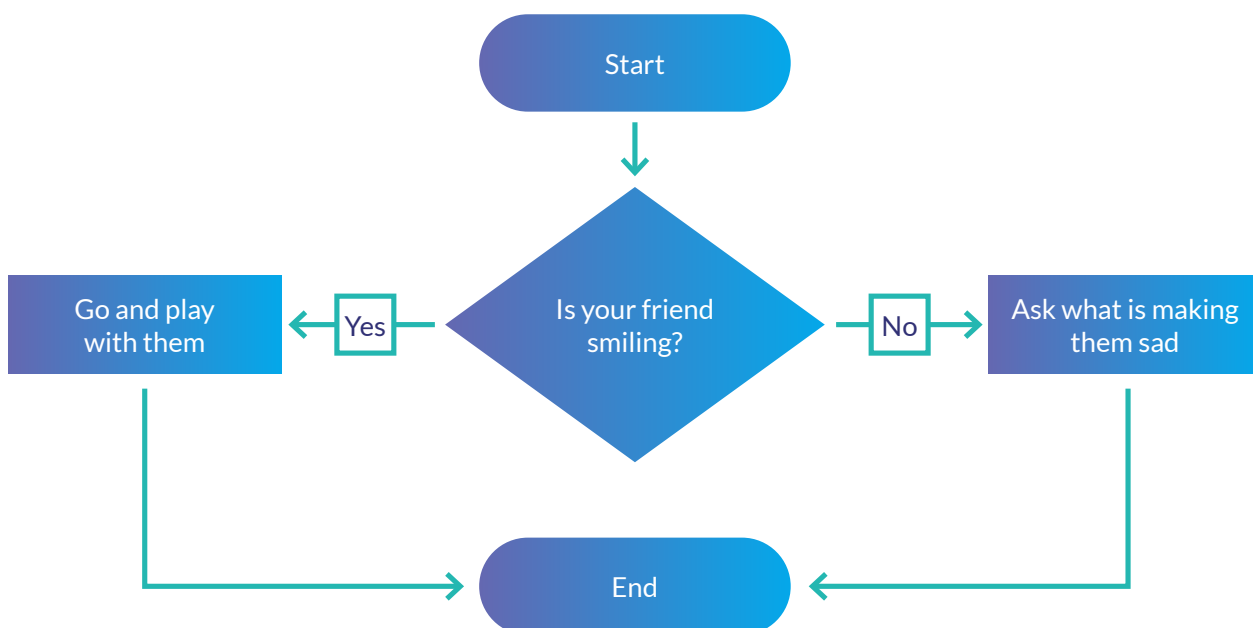 Start
Is your friend
smiling?
Yes
Go and play
with them
No
Ask what is making
them sad
End